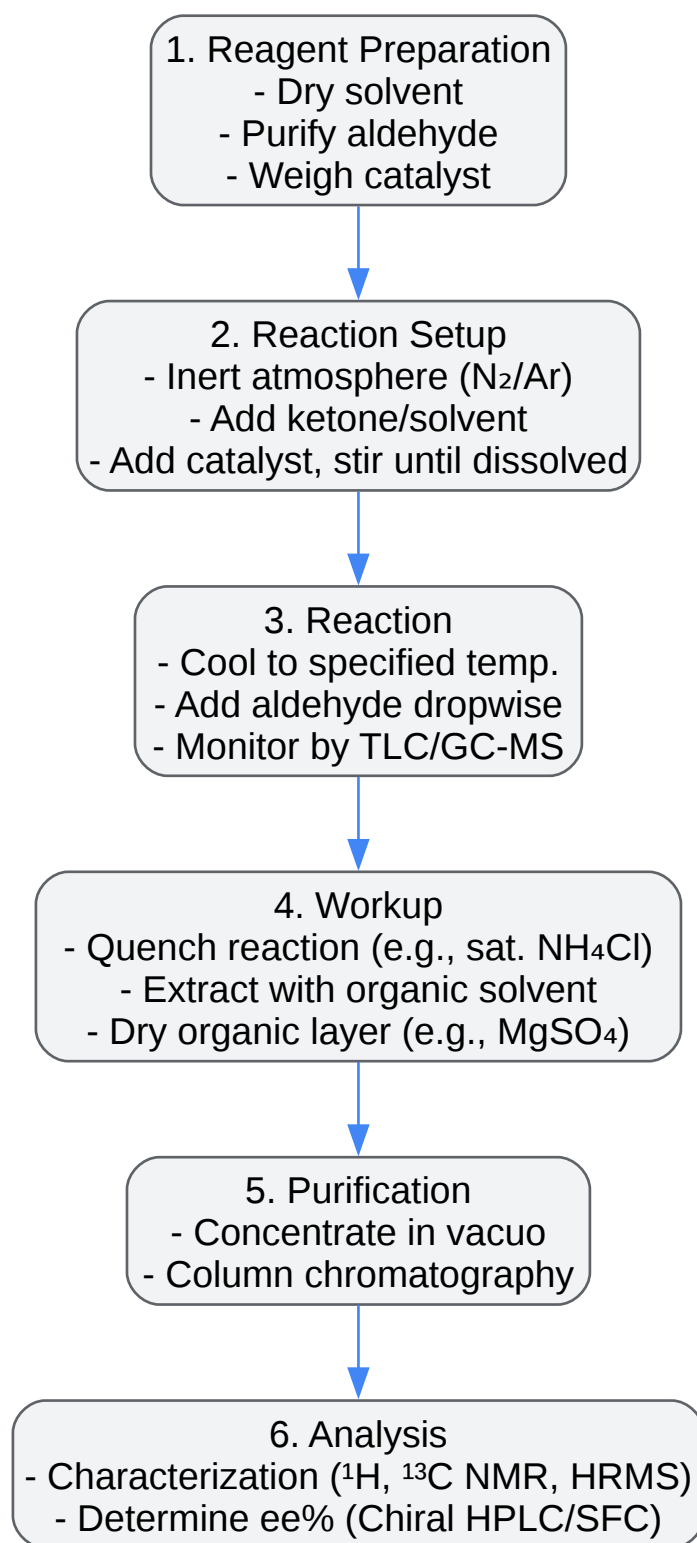 1. Reagent Preparation
- Dry solvent
- Purify aldehyde
- Weigh catalyst
2. Reaction Setup
- Inert atmosphere (N₂/Ar)
- Add ketone/solvent
- Add catalyst, stir until dissolved
3. Reaction
- Cool to specified temp.
- Add aldehyde dropwise
- Monitor by TLC/GC-MS
4. Workup
- Quench reaction (e.g., sat. NH₄Cl)
- Extract with organic solvent
- Dry organic layer (e.g., MgSO₄)
5. Purification
- Concentrate in vacuo
- Column chromatography
6. Analysis
- Characterization (¹H, ¹³C NMR, HRMS)
- Determine ee% (Chiral HPLC/SFC)